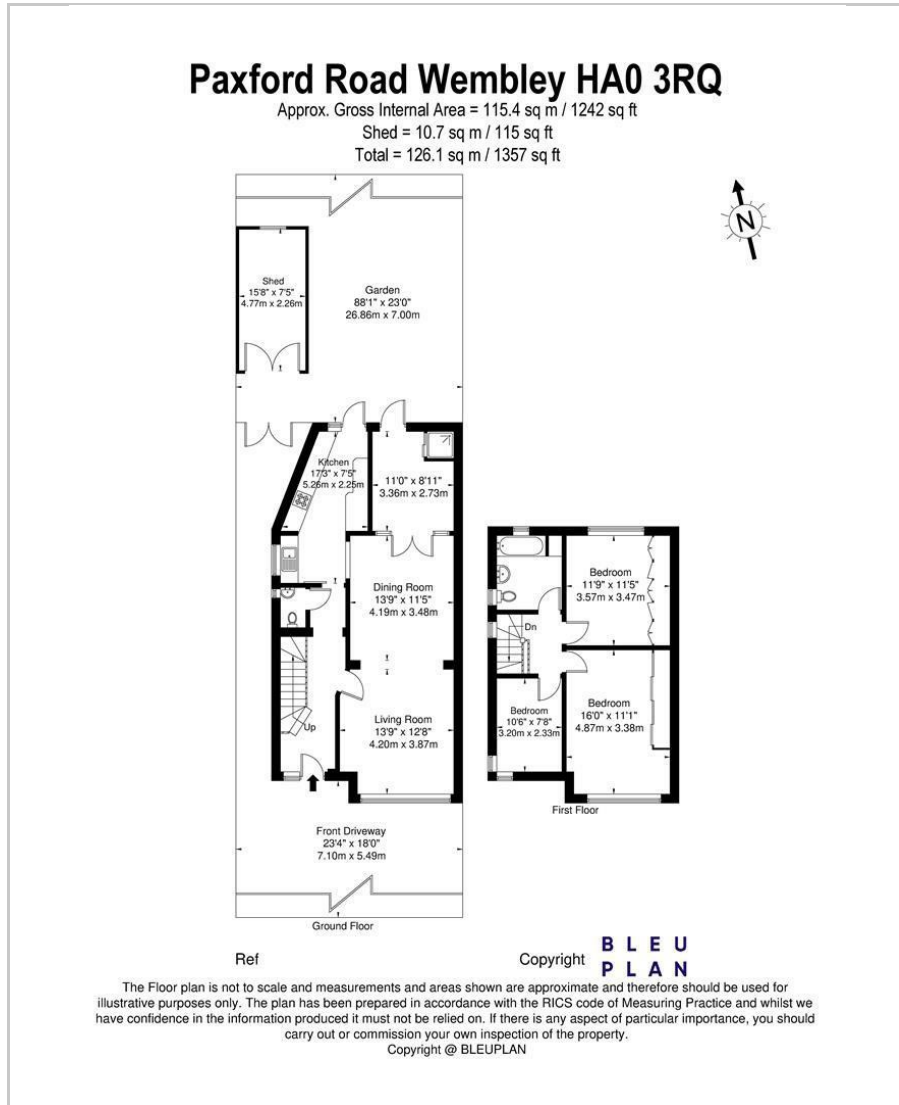 Paxford Road Wembley HA0 3RQ
Approx. Gross Internal Area = 115.4 sq m / 1242 sq ft
Shed = 10.7 sq m / 115 sq ft
Total = 126.1 sq m / 1357 sq ft
N
Shed
15'8" x 7'5"
4.77m x 2.26m
Garden
88'1" x 23'0"
26.86m x 7.00m
Kitchen
17'3" x 7'5"
5.26m x 2.25m
11'0" x 8'11"
3.36m x 2.73m
Dining Room
13'9" x 11'5"
4.19m x 3.48m
Up
Living Room
13'9" x 12'8"
4.20m x 3.87m
Front Driveway
23'4" x 18'0"
7.10m x 5.49m
Ground Floor
Bedroom
11'9" x 11'5"
3.57m x 3.47m
Dn
Bedroom
10'6" x 7'8"
3.20m x 2.33m
Bedroom
16'0" x 11'1"
4.87m x 3.38m
First Floor
Ref
Copyright
BLEU
PLAN
The Floor plan is not to scale and measurements and areas shown are approximate and therefore should be used for
illustrative purposes only. The plan has been prepared in accordance with the RICS code of Measuring Practice and whilst we
have confidence in the information produced it must not be relied on. If there is any aspect of particular importance, you should
carry out or commission your own inspection of the property.
Copyright @ BLEUPLAN